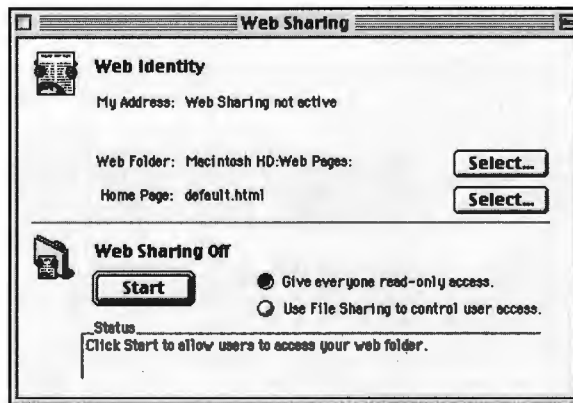 Web Sharing
Web Identity
My Address: Web Sharing not active
Web Folder: Macintosh HD:Web Pages:
Select...
Home Page: default.html
Select...
Web Sharing Off
Start
Give everyone read-only access.
Use File Sharing to control user access.
Status
Click Start to allow users to access your web folder.